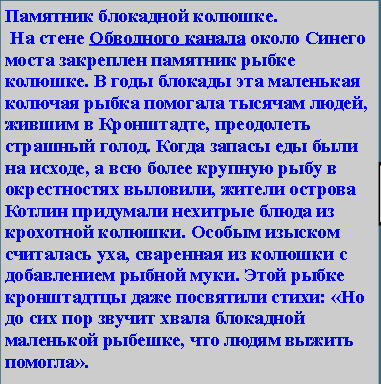 Памятник блокадной колюшке.
На стене Обводного канала около Синего
моста закреплен памятник рыбке
колюшке. В годы блокады эта маленькая
колючая рыбка помогала тысячам людей,
жившим в Кронштадте, преодолеть
страшный голод. Когда запасы еды были
на исходе, а всю более крупную рыбу в
окрестностях выловили, жители острова
Котлин придумали нехитрые блюда из
крохотной колюшки. Особым изыском
считалась уха, сваренная из колюшки с
добавлением рыбной муки. Этой рыбке
кронштадтцы даже посвятили стихи: «Но
до сих пор звучит хвала блокадной
маленькой рыбешке, что людям выжить
помогла».